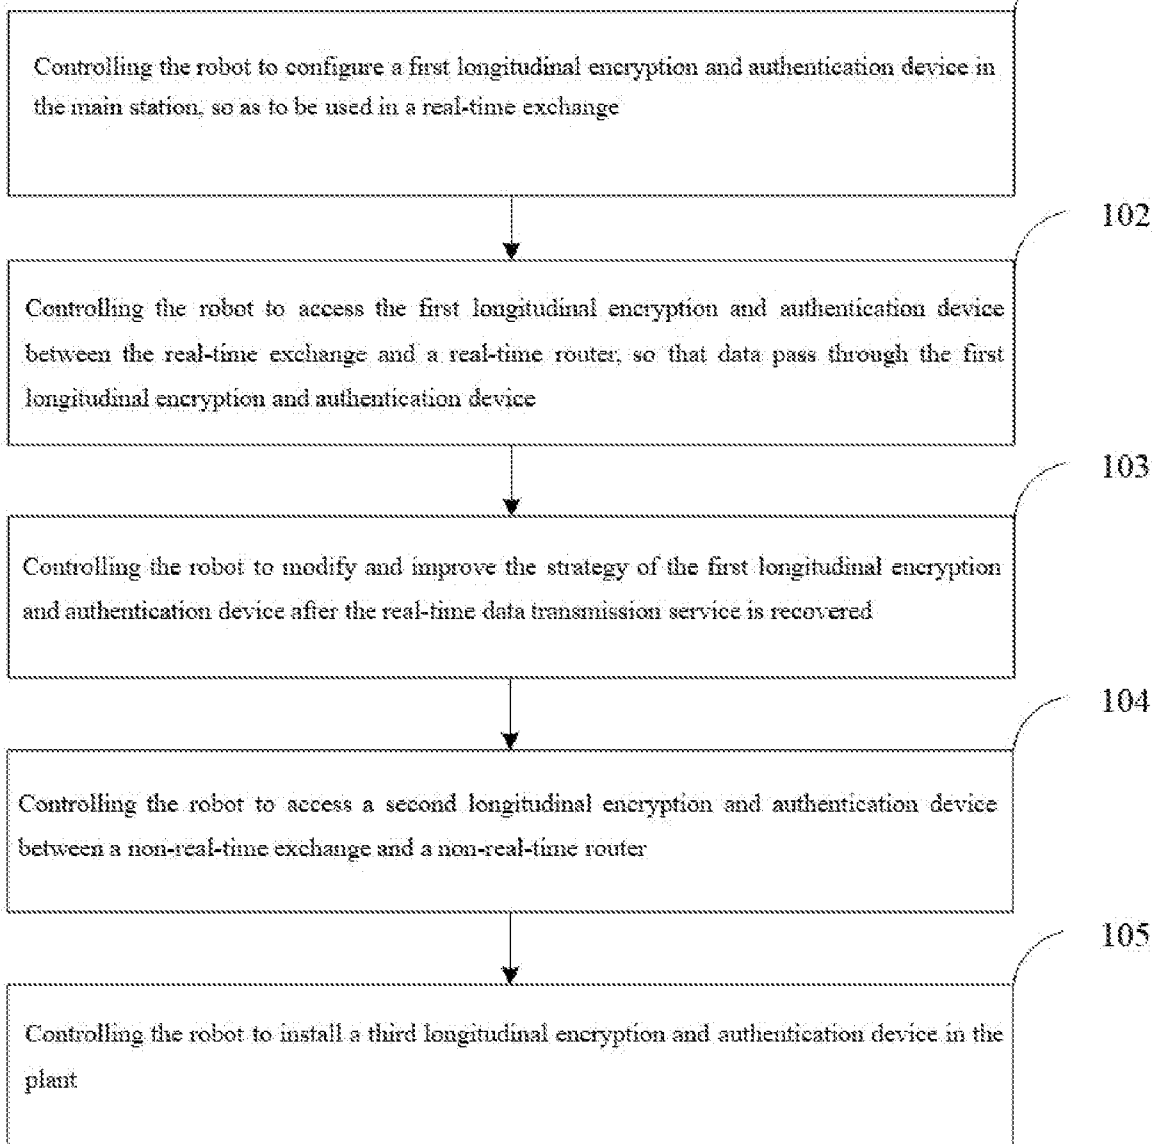 Controlling the robot to configure a first longitudinal encryption and authentication device in
the main station, so as to be used in a real-time exchange
102
Controlling the robot to access the first longitudinal encryption and authentication device
between the real-time exchange and a real-time router, so that data pass through the first
longitudinal encryption and authentication device
103
Controlling the robot to modify and improve the strategy of the first longitudinal encryption
and authentication device after the real-time data transmission service is recovered
104
Controlling the robot to access a second longitudinal encryption and authentication device
between a non-real-time exchange and a non-real-time router
105
Controlling the robot to install a third longitudinal encryption and authentication device in the
plant